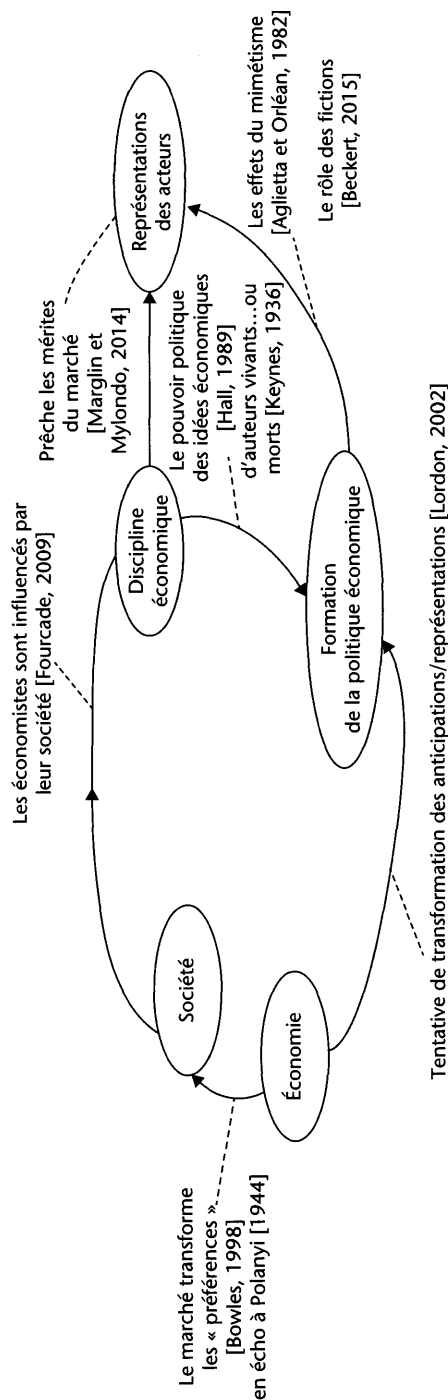 Les économistes sont influencés par
leur société [Fourcade, 2009]
Prêche les mérites
du marché
[Marglin et
Mylondo, 2014]
Représentations
des acteurs
Discipline
économique
Société
Le pouvoir politique
des idées économiques
[Hall, 1989]
d'auteurs vivants...ou
morts [Keynes, 1936]
Les effets du mimétisme
[Aglietta et Orléan, 1982]
Le rôle des fictions
[Beckert, 2015]
Le marché transforme
les « préférences »
[Bowles, 1998]
en écho à Polanyi [1944]
Économie
Formation
de la politique économique
Tentative de transformation des anticipations/représentations [Lordon, 2002]